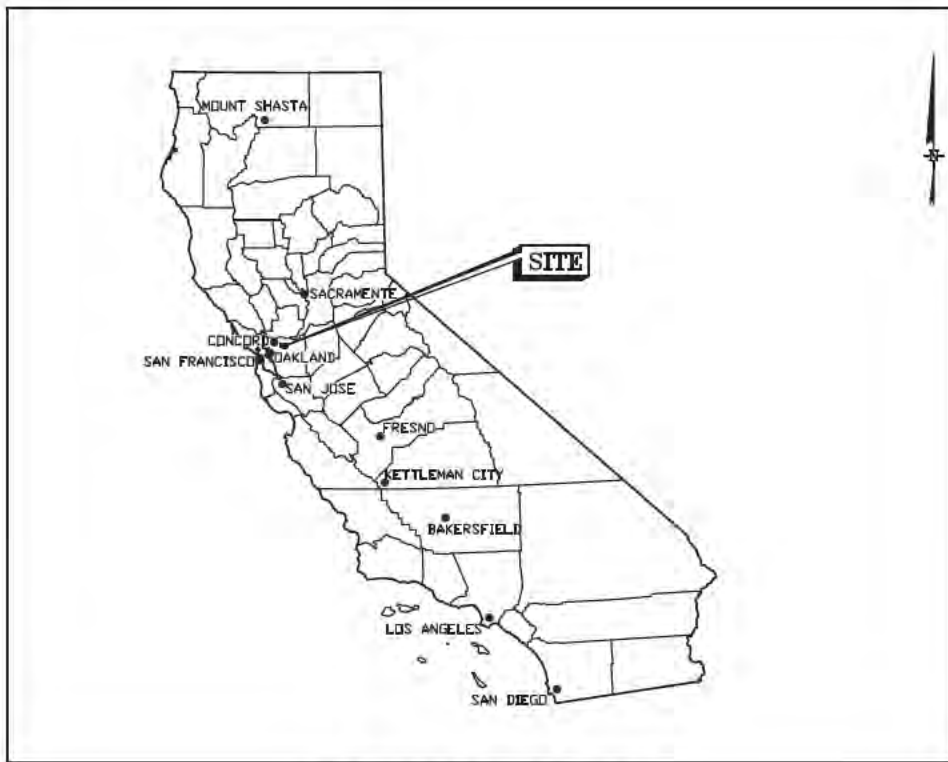 MOUNT SHASTA
N
SITE
SACRAMENTE
CONCORD
OAKLAND
SAN FRANCISCO
SAN JOSE
FRESNO
KETTLEMAN CITY
BAKERSFIELD
LOS ANGELES
SAN DIEGO